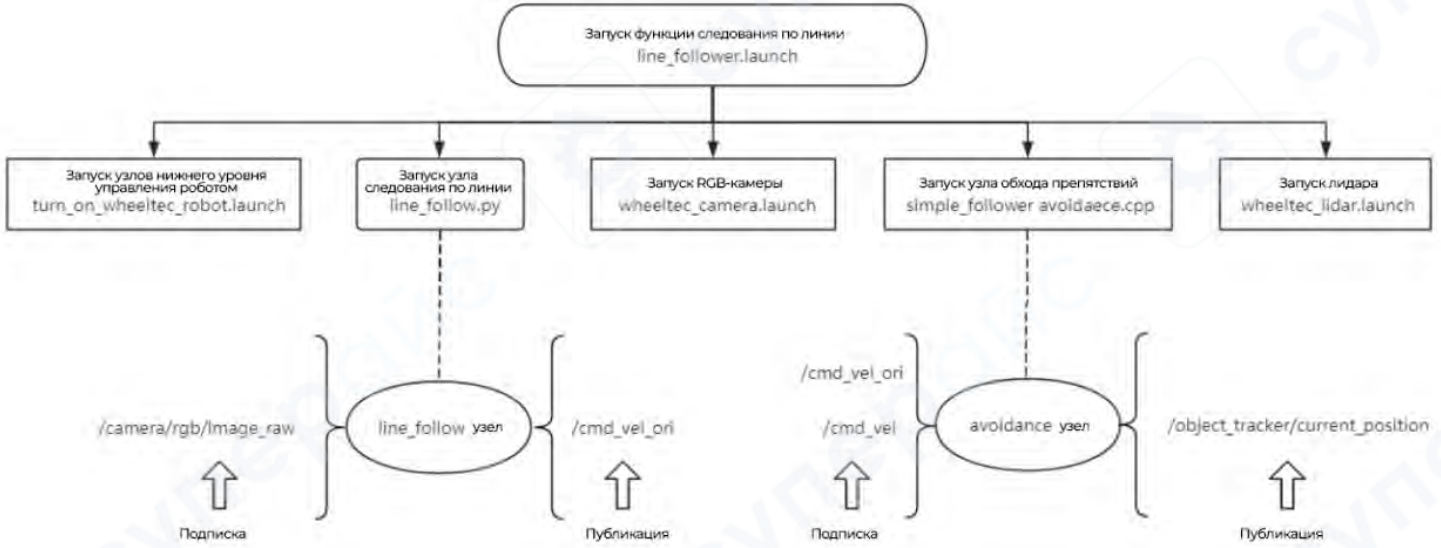 Запуск функции следования по линии
line_follower.launch
Запуск узлов нижнего уровня
управления роботом
turn_on_wheeltec_robot.launch
Запуск узла
следования по линии
line_follow.py
Запуск RGB-камеры
wheeltec_camera.launch
Запуск узла обхода препятствий
simple_follower avoidaece.cpp
Запуск лидара
wheeltec_lidar.launch
/camera/rgb/Image_raw
line_follow узел
/cmd_vel_ori
/cmd_vel_ori
/cmd_vel
avoidance узел
/object_tracker/current_position
Подписка
Публикация
Подписка
Публикация